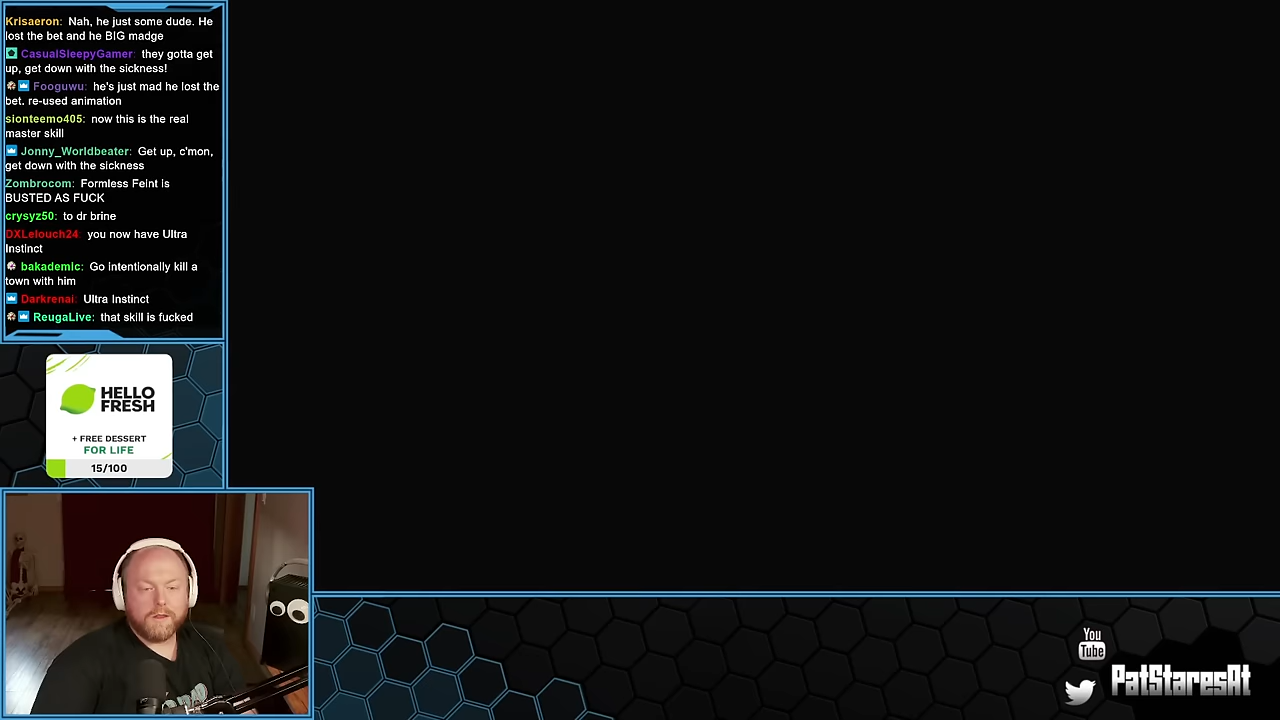 Krisaeron: Nah, he just some dude. He
lost the bet and he BIG madge
CasualSleepyGamer: they gotta get
up, get down with the sickness!
Fooguwu: he's just mad he lost the
bet. re-used animation
sionteemo405: now this is the real
master skill
Jonny_Worldbeater: Get up, c'mon,
get down with the sickness
Zombrocom: Formless Feint is
BUSTED AS FUCK
crysyz50: to dr brine
DXLelouch24: you now have Ultra
Instinct
bakademic: Go intentionally kill a
town with him
Darkrenai: Ultra Instinct
ReugaLive: that skill is fucked
HELLO
FRESH
+ FREE DESSERT
FOR LIFE
15/100
You
Tube
PatStaresAt